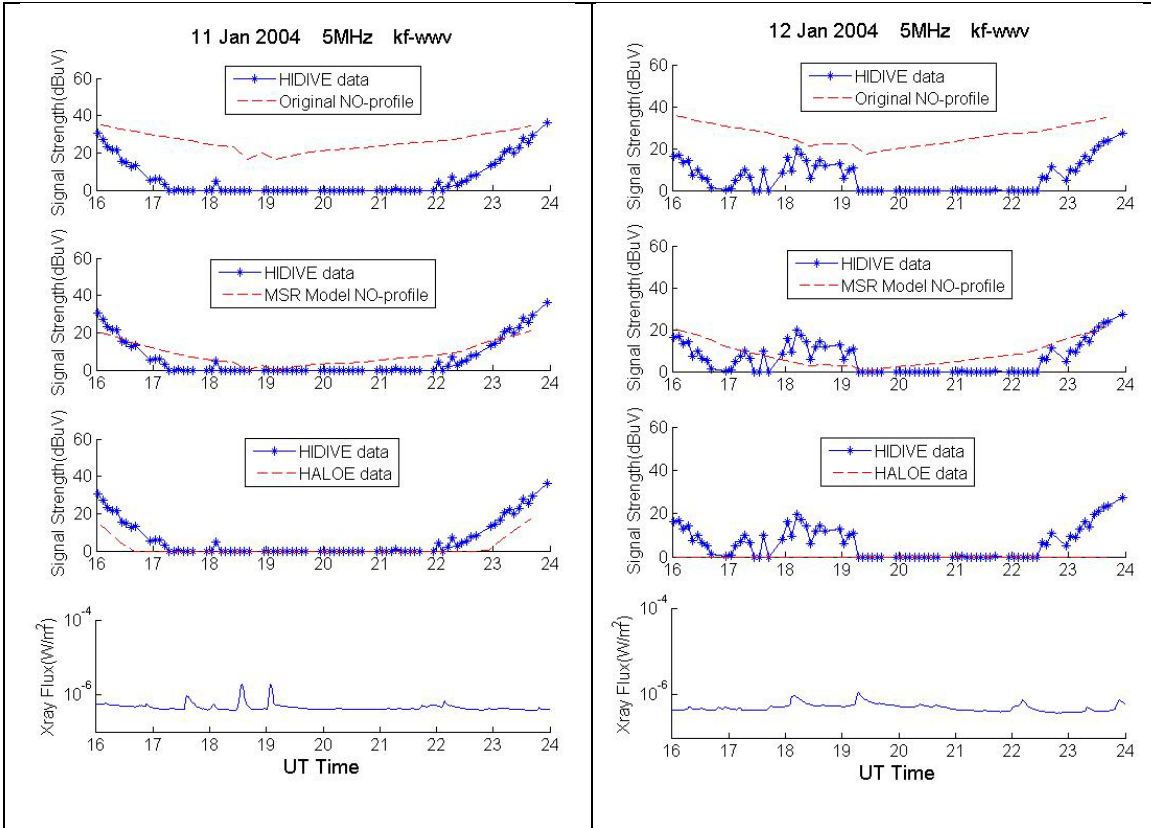 11 Jan 2004 5MHz kf-wwv
Signal Strength(dBuV)
60
40
20
0
HIDIVE data
Original NO-profile
16 17 18 19 20 21 22 23 24
Signal Strength(dBuV)
60
40
20
0
HIDIVE data
MSR Model NO-profile
16 17 18 19 20 21 22 23 24
Signal Strength(dBuV)
60
40
20
0
HIDIVE data
HALOE data
16 17 18 19 20 21 22 23 24
Xray Flux(W/m²)
10⁻⁴
10⁻⁶
16 17 18 19 20 21 22 23 24
UT Time
12 Jan 2004 5MHz kf-wwv
Signal Strength(dBuV)
60
40
20
0
HIDIVE data
Original NO-profile
16 17 18 19 20 21 22 23 24
Signal Strength(dBuV)
60
40
20
0
HIDIVE data
MSR Model NO-profile
16 17 18 19 20 21 22 23 24
Signal Strength(dBuV)
60
40
20
0
HIDIVE data
HALOE data
16 17 18 19 20 21 22 23 24
Xray Flux(W/m²)
10⁻⁴
10⁻⁶
16 17 18 19 20 21 22 23 24
UT Time